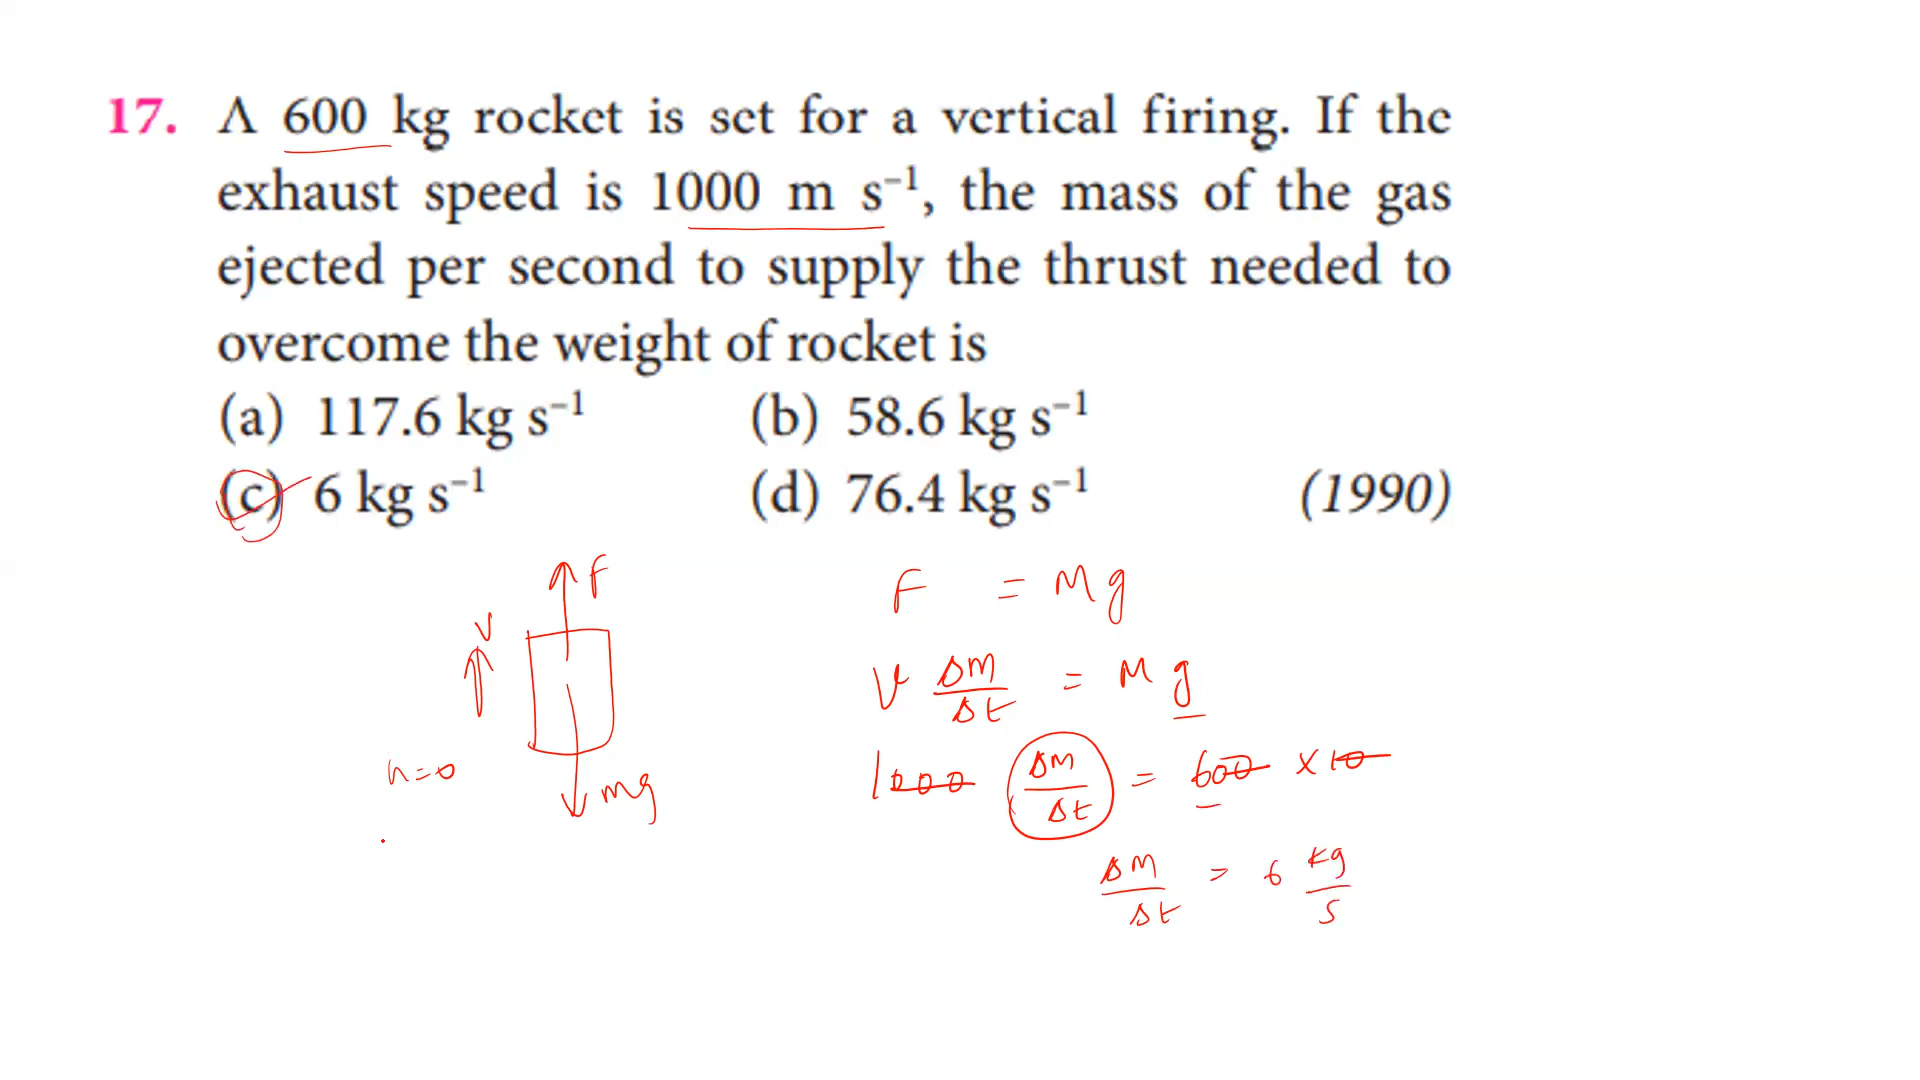 17. A 600 kg rocket is set for a vertical firing. If the
exhaust speed is 1000 m s⁻¹, the mass of the gas
ejected per second to supply the thrust needed to
overcome the weight of rocket is
(a) 117.6 kg s⁻¹ (b) 58.6 kg s⁻¹
(c) 6 kg s⁻¹ (d) 76.4 kg s⁻¹ (1990)
F
v
h=0
mg
F = Mg
v ΔM/Δt = Mg
1000 ΔM/Δt = 600 × 10
ΔM/Δt = 6 kg/s